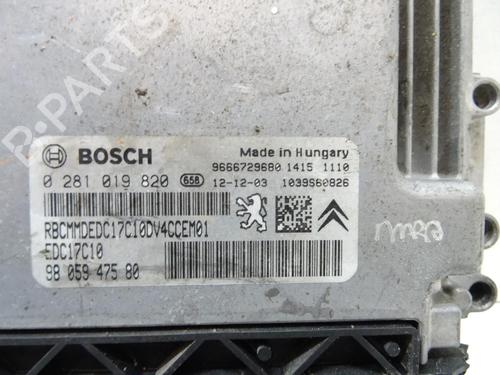 B-PARTS
BOSCH
Made in Hungary
9666729680 1415 1110
0 281 019 820 658 12-12-03 1039S60826
RBCMMDEDC17C10DV4CCEM01
EDC17C10
98 059 475 80